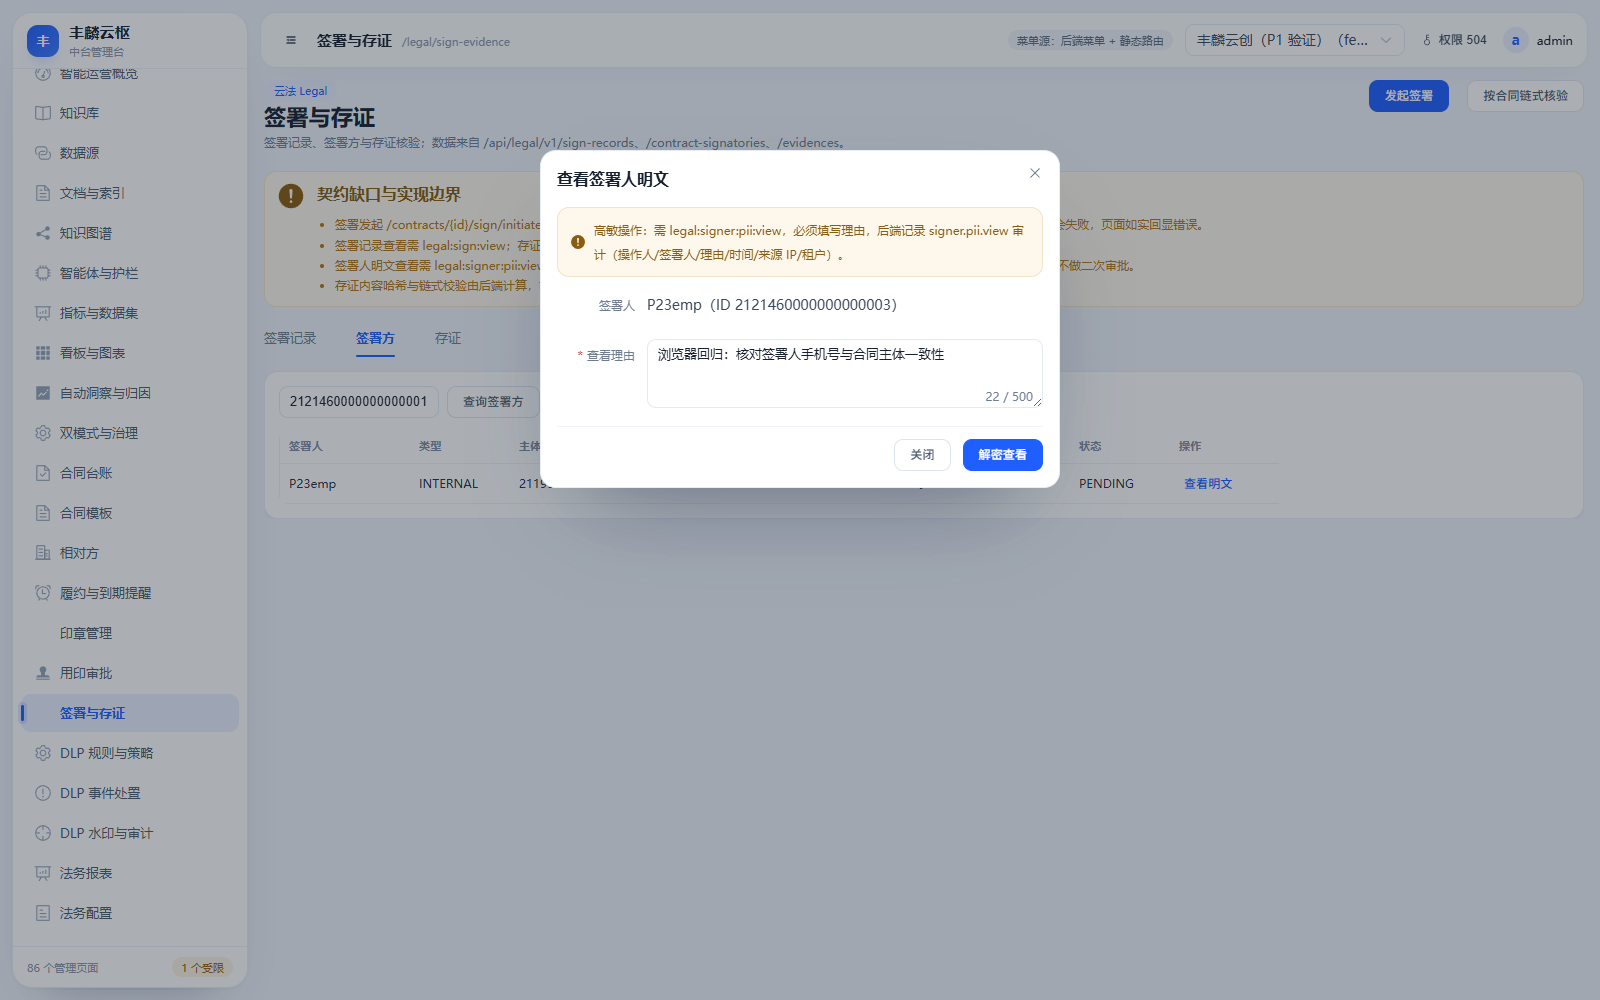 丰
丰麟云枢
中台管理台
智能运营概览
知识库
数据源
文档与索引
知识图谱
智能体与护栏
指标与数据集
看板与图表
自动洞察与归因
双模式与治理
合同台账
合同模板
相对方
履约与到期提醒
印章管理
用印审批
签署与存证
DLP 规则与策略
DLP 事件处置
DLP 水印与审计
法务报表
法务配置
86 个管理页面
1 个受限
签署与存证 /legal/sign-evidence
菜单源：后端菜单 + 静态路由
丰麟云创（P1 验证）（fe...
权限 504
a
admin
云法 Legal
签署与存证
签署记录、签署方与存证核验；数据来自 /api/legal/v1/sign-records、/contract-signatories、/evidences。
发起签署
按合同链式核验
契约缺口与实现边界
签署发起 /contracts/{id}/sign/initiate
失败，页面如实回显错误。
签署记录查看需 legal:sign:view；存证
签署人明文查看需 legal:signer:pii:view
不做二次审批。
存证内容哈希与链式校验由后端计算，
签署记录
签署方
存证
2121460000000000001
查询签署方
签署人
类型
主体
状态
操作
P23emp
INTERNAL
2119
PENDING
查看明文
查看签署人明文
高敏操作：需 legal:signer:pii:view，必须填写理由，后端记录 signer.pii.view 审
计（操作人/签署人/理由/时间/来源 IP/租户）。
签署人
P23emp（ID 2121460000000000003）
* 查看理由
浏览器回归：核对签署人手机号与合同主体一致性
22 / 500
关闭
解密查看